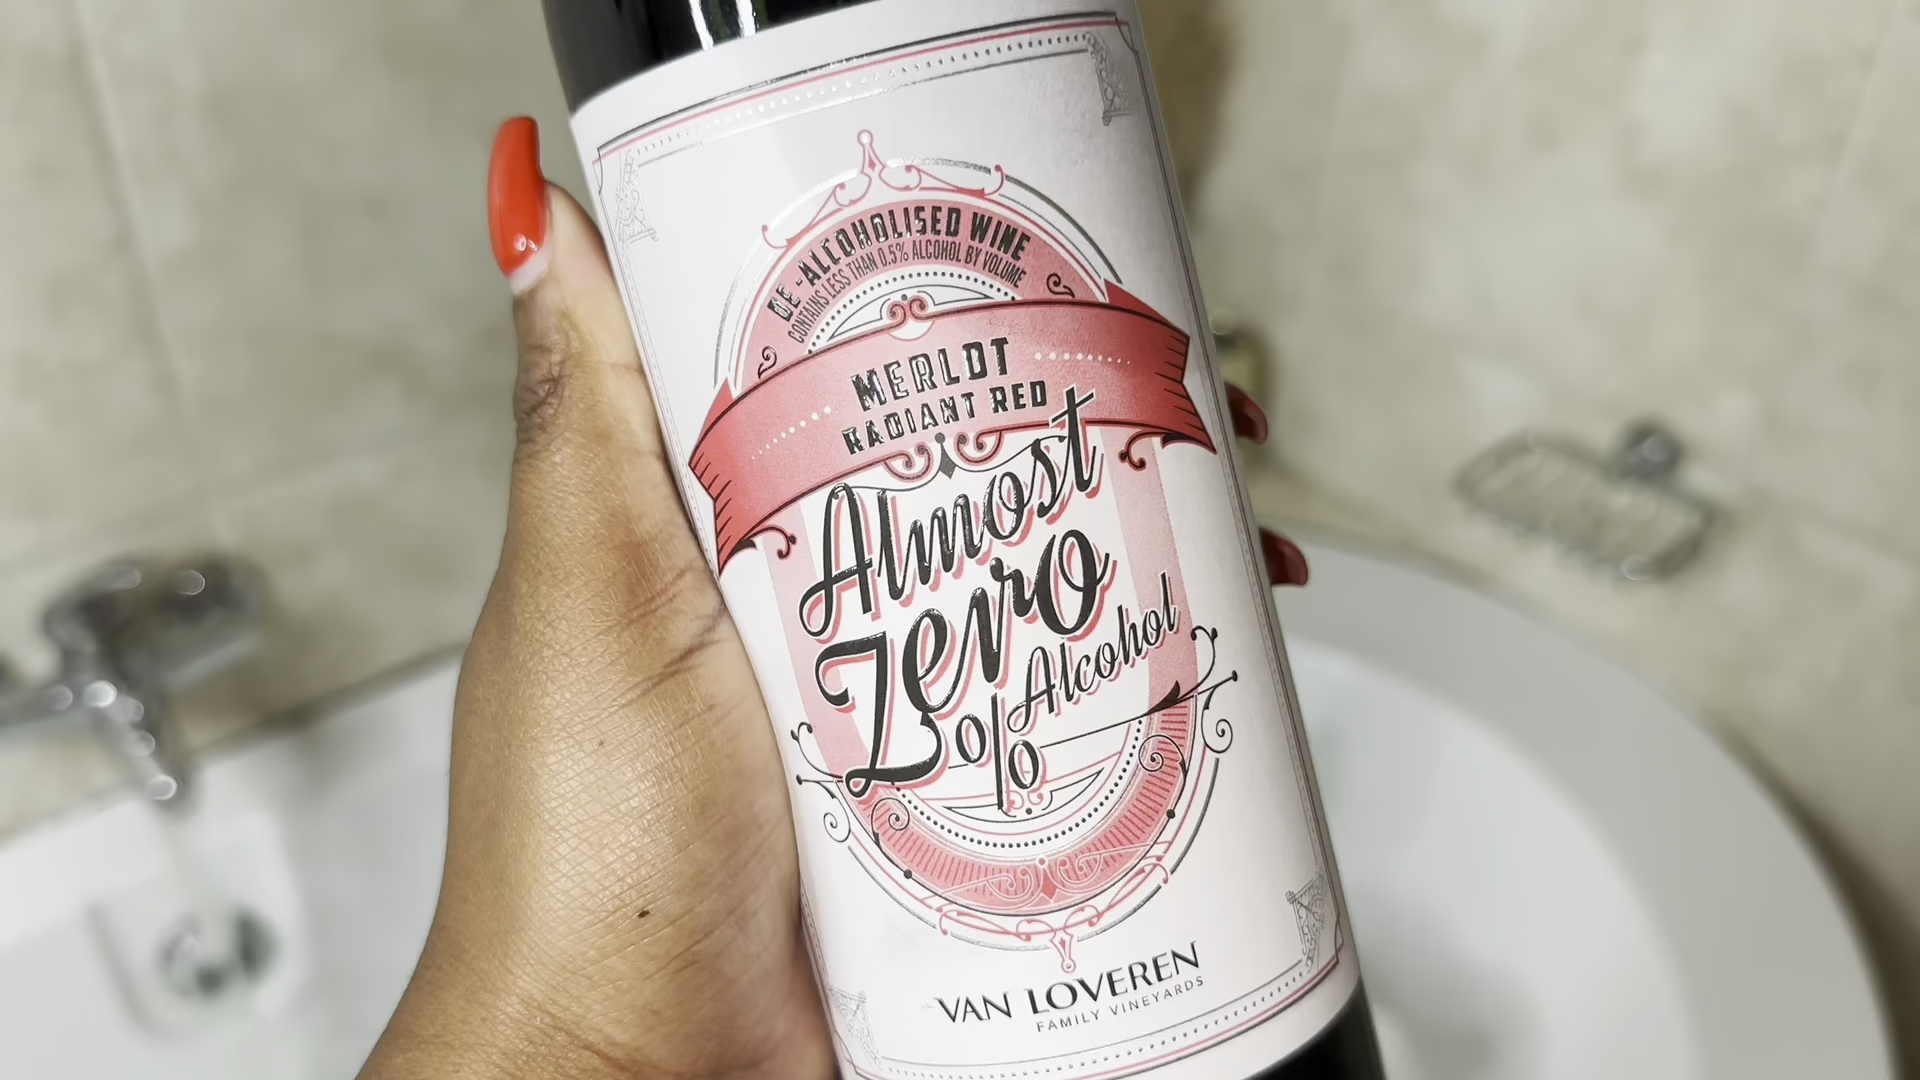 DE-ALCOHOLISED WINE
CONTAINS LESS THAN 0.5% ALCOHOL BY VOLUME
MERLOT
RADIANT RED
Almost
Zero
% Alcohol
VAN LOVEREN
FAMILY VINEYARDS